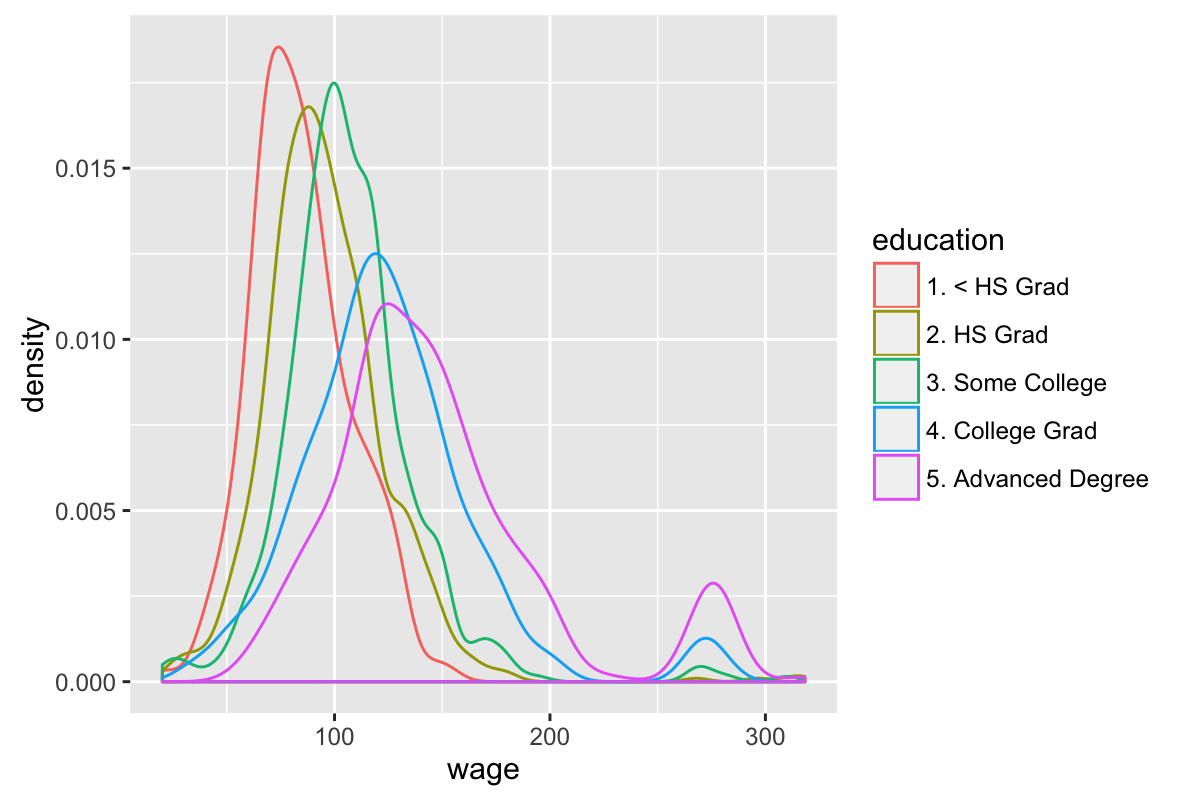 0.015
0.010
0.005
0.000
density
100 200 300
wage
education
1. < HS Grad
2. HS Grad
3. Some College
4. College Grad
5. Advanced Degree